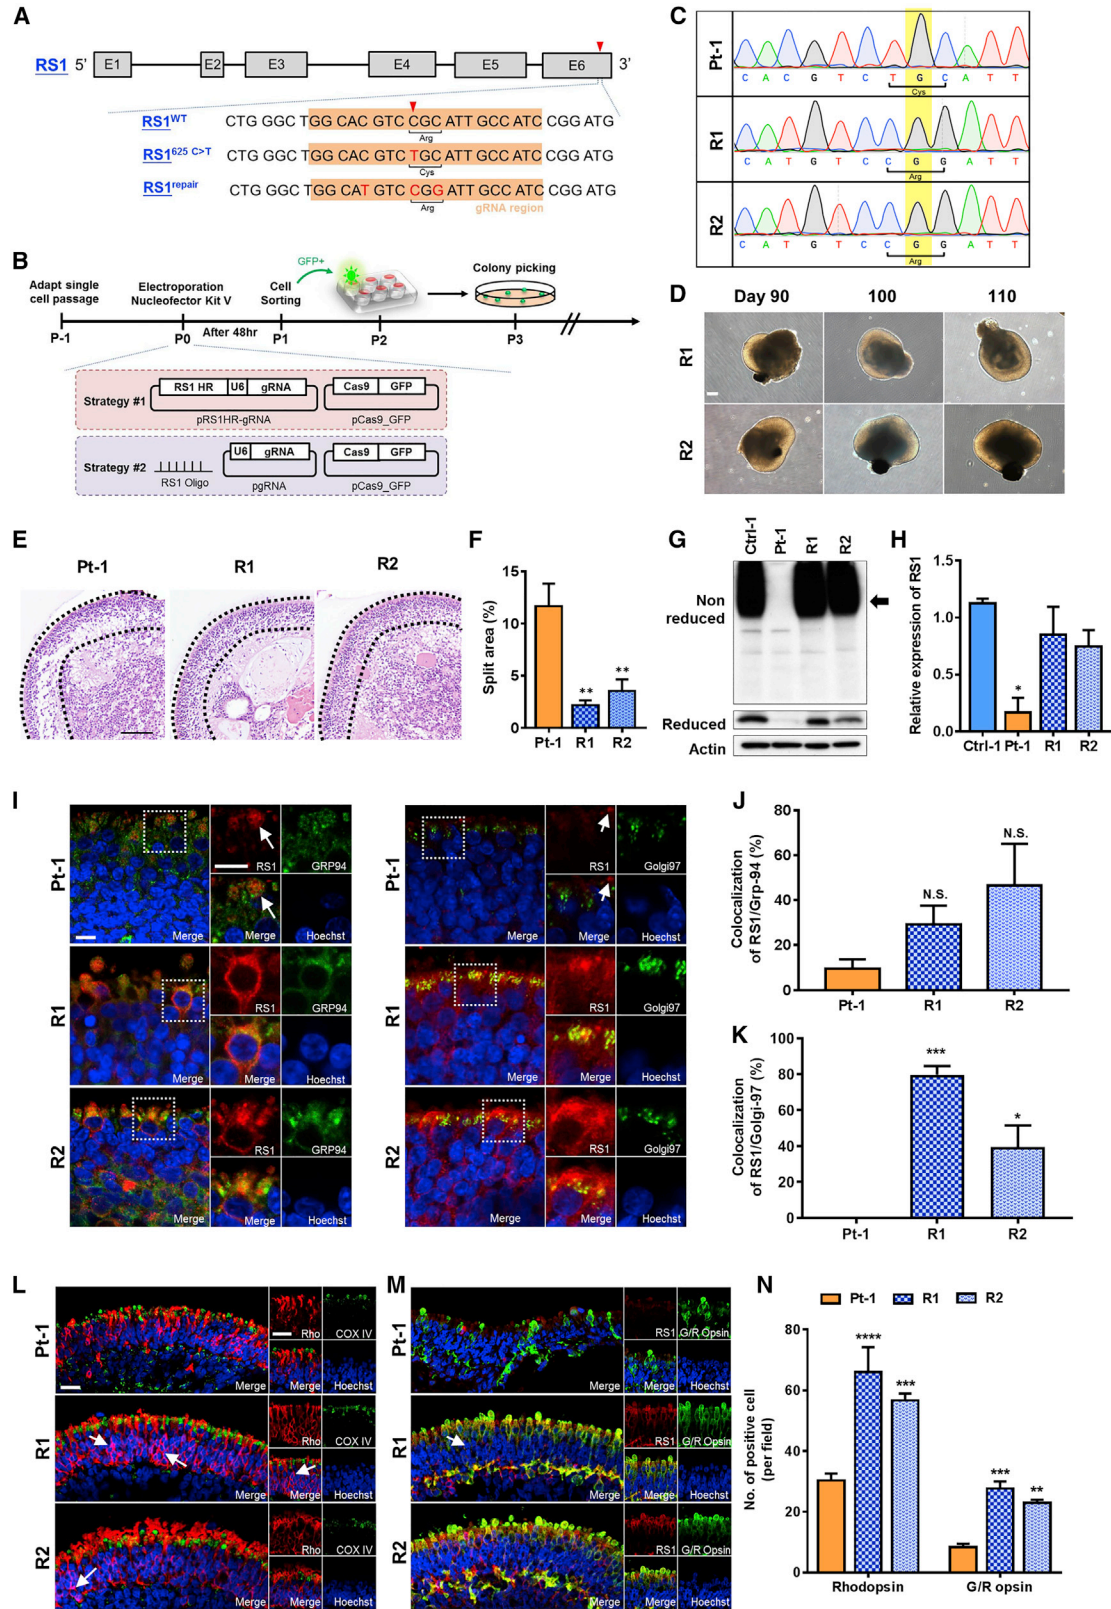 A
RS1 5' E1 E2 E3 E4 E5 E6 3'
RS1WT CTG GGC TGG CAC GTC CGC ATT GCC ATC CGG ATG
Arg
RS1625 C>T CTG GGC TGG CAC GTC TGC ATT GCC ATC CGG ATG
Cys
RS1repair CTG GGC TGG CAT GTC CGG ATT GCC ATC CGG ATG
Arg gRNA region
B
GFP+
Adapt single cell passage
Electroporation Nucleofector Kit V
Cell Sorting
Colony picking
After 48hr
P-1 P0 P1 P2 P3
Strategy #1
RS1 HR U6 gRNA Cas9 GFP
pRS1HR-gRNA pCas9_GFP
Strategy #2
U6 gRNA Cas9 GFP
RS1 Oligo pgRNA pCas9_GFP
C
Pt-1
C A C G T C T G C A T T
Cys
R1
C A T G T C C G G A T T
Arg
R2
C A T G T C C G G A T T
Arg
D
Day 90 100 110
R1
R2
E
Pt-1 R1 R2
F
Split area (%)
15
10
5
0
** **
Pt-1 R1 R2
G
Ctrl-1 Pt-1 R1 R2
Non reduced
Reduced
Actin
H
Relative expression of RS1
1.5
1.0
0.5
0.0
*
Ctrl-1 Pt-1 R1 R2
I
Pt-1
Merge RS1 GRP94 Merge Hoechst
Merge RS1 Golgi97 Merge Hoechst
R1
Merge RS1 GRP94 Merge Hoechst
Merge RS1 Golgi97 Merge Hoechst
R2
Merge RS1 GRP94 Merge Hoechst
Merge RS1 Golgi97 Merge Hoechst
Pt-1
R1
R2
J
Colocalization of RS1/Grp-94 (%)
80
60
40
20
0
N.S. N.S.
Pt-1 R1 R2
K
Colocalization of RS1/Golgi-97 (%)
100
80
60
40
20
0
*** *
Pt-1 R1 R2
L
Pt-1
Rho COX IV
Merge Merge Hoechst
R1
Rho COX IV
Merge Merge Hoechst
R2
Rho COX IV
Merge Merge Hoechst
M
Pt-1
RS1 G/R Opsin
Merge Merge Hoechst
R1
RS1 G/R Opsin
Merge Merge Hoechst
R2
RS1 G/R Opsin
Merge Merge Hoechst
N
Pt-1 R1 R2
No. of positive cell (per field)
80
60
40
20
0
**** *** *** **
Rhodopsin G/R opsin